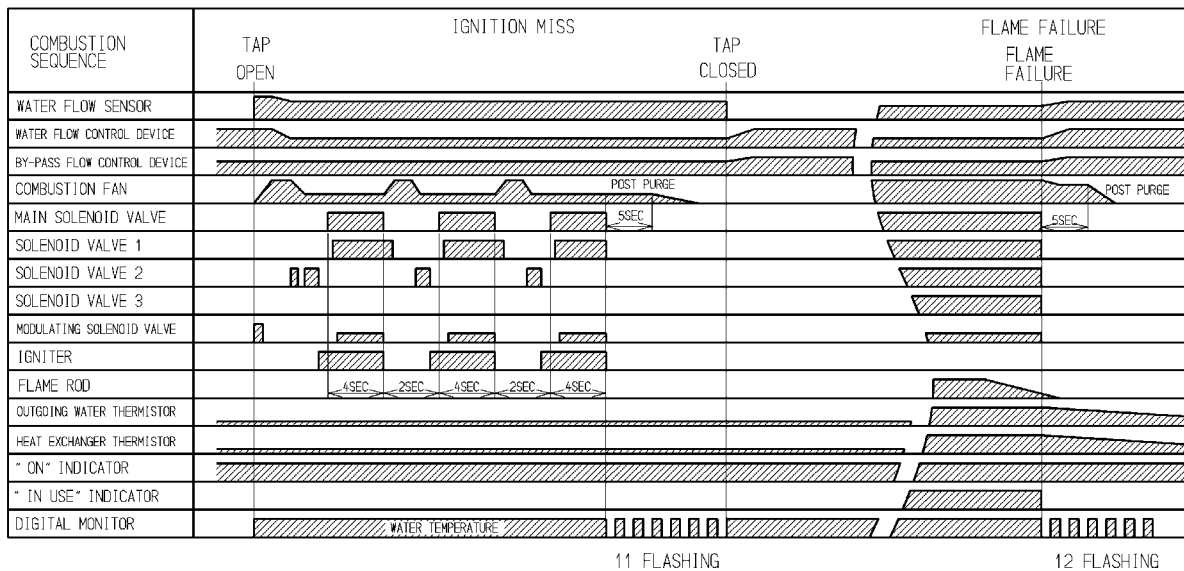 IGNITION MISS
FLAME FAILURE
COMBUSTION
SEQUENCE
TAP
OPEN
TAP
CLOSED
FLAME
FAILURE
WATER FLOW SENSOR
WATER FLOW CONTROL DEVICE
BY-PASS FLOW CONTROL DEVICE
COMBUSTION FAN
POST PURGE
POST PURGE
MAIN SOLENOID VALVE
5SEC
5SEC
SOLENOID VALVE 1
SOLENOID VALVE 2
SOLENOID VALVE 3
MODULATING SOLENOID VALVE
IGNITER
FLAME ROD
4SEC 2SEC 4SEC 2SEC 4SEC
OUTGOING WATER THERMISTOR
HEAT EXCHANGER THERMISTOR
" ON" INDICATOR
" IN USE" INDICATOR
DIGITAL MONITOR
WATER TEMPERATURE
11 FLASHING
12 FLASHING